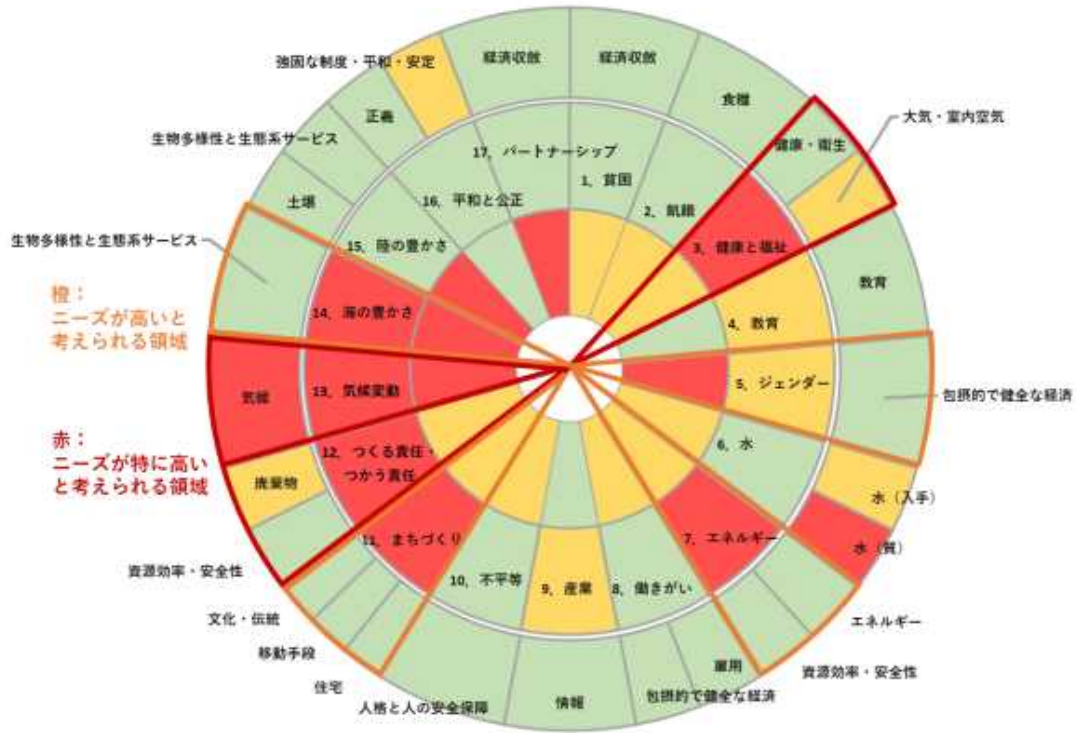 経済収斂
経済収斂
強固な制度・平和・安定
食糧
正義
健康・衛生
大気・室内空気
生物多様性と生態系サービス
17, パートナーシップ
1, 貧困
16, 平和と公正
2, 飢餓
土壌
15, 陸の豊かさ
3, 健康と福祉
生物多様性と生態系サービス
教育
橙：
ニーズが高いと
考えられる領域
14, 海の豊かさ
4, 教育
気候
13, 気候変動
5, ジェンダー
包摂的で健全な経済
赤：
ニーズが特に高い
と考えられる領域
12, つくる責任・
つかう責任
6, 水
廃棄物
水（入手）
11, まちづくり
7, エネルギー
水（質）
資源効率・安全性
10, 不平等
9, 産業
8, 働きがい
文化・伝統
エネルギー
移動手段
雇用
資源効率・安全性
住宅
包摂的で健全な経済
人格と人の安全保障
情報